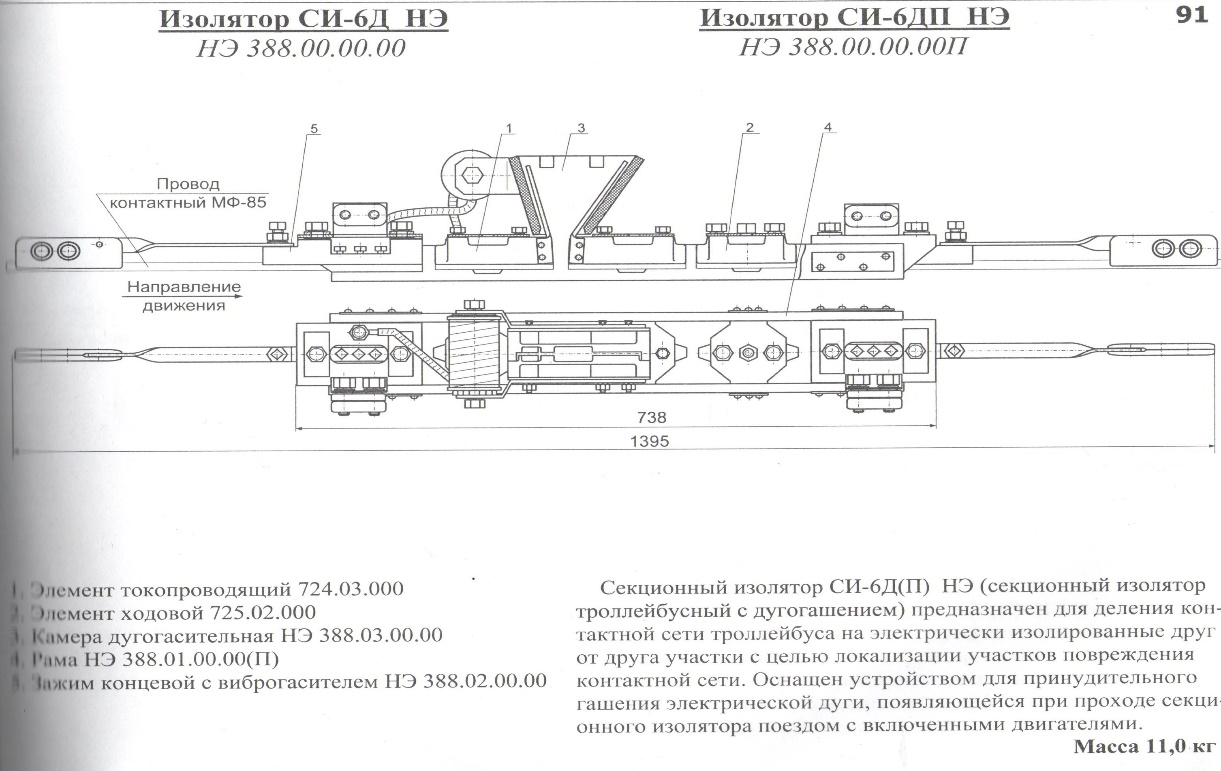 Изолятор СИ-6Д НЭ
НЭ 388.00.00.00
Изолятор СИ-6ДП НЭ
НЭ 388.00.00.00П
91
5
1
3
2
4
Провод
контактный МФ-85
Направление
движения
738
1395
1. Элемент токопроводящий 724.03.000
2. Элемент ходовой 725.02.000
3. Камера дугогасительная НЭ 388.03.00.00
4. Рама НЭ 388.01.00.00(П)
5. Зажим концевой с виброгасителем НЭ 388.02.00.00
Секционный изолятор СИ-6Д(П) НЭ (секционный изолятор
троллейбусный с дугогашением) предназначен для деления кон-
тактной сети троллейбуса на электрически изолированные друг
от друга участки с целью локализации участков повреждения
контактной сети. Оснащен устройством для принудительного
гашения электрической дуги, появляющейся при проходе секци-
онного изолятора поездом с включенными двигателями.
Масса 11,0 кг